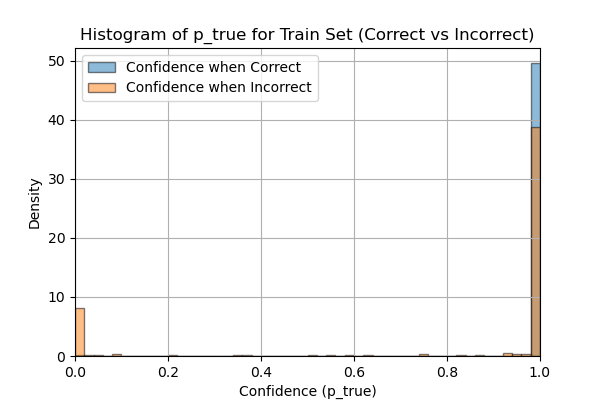 Histogram of p_true for Train Set (Correct vs Incorrect)
Confidence when Correct
Confidence when Incorrect
50
40
30
20
10
0
Density
0.0 0.2 0.4 0.6 0.8 1.0
Confidence (p_true)